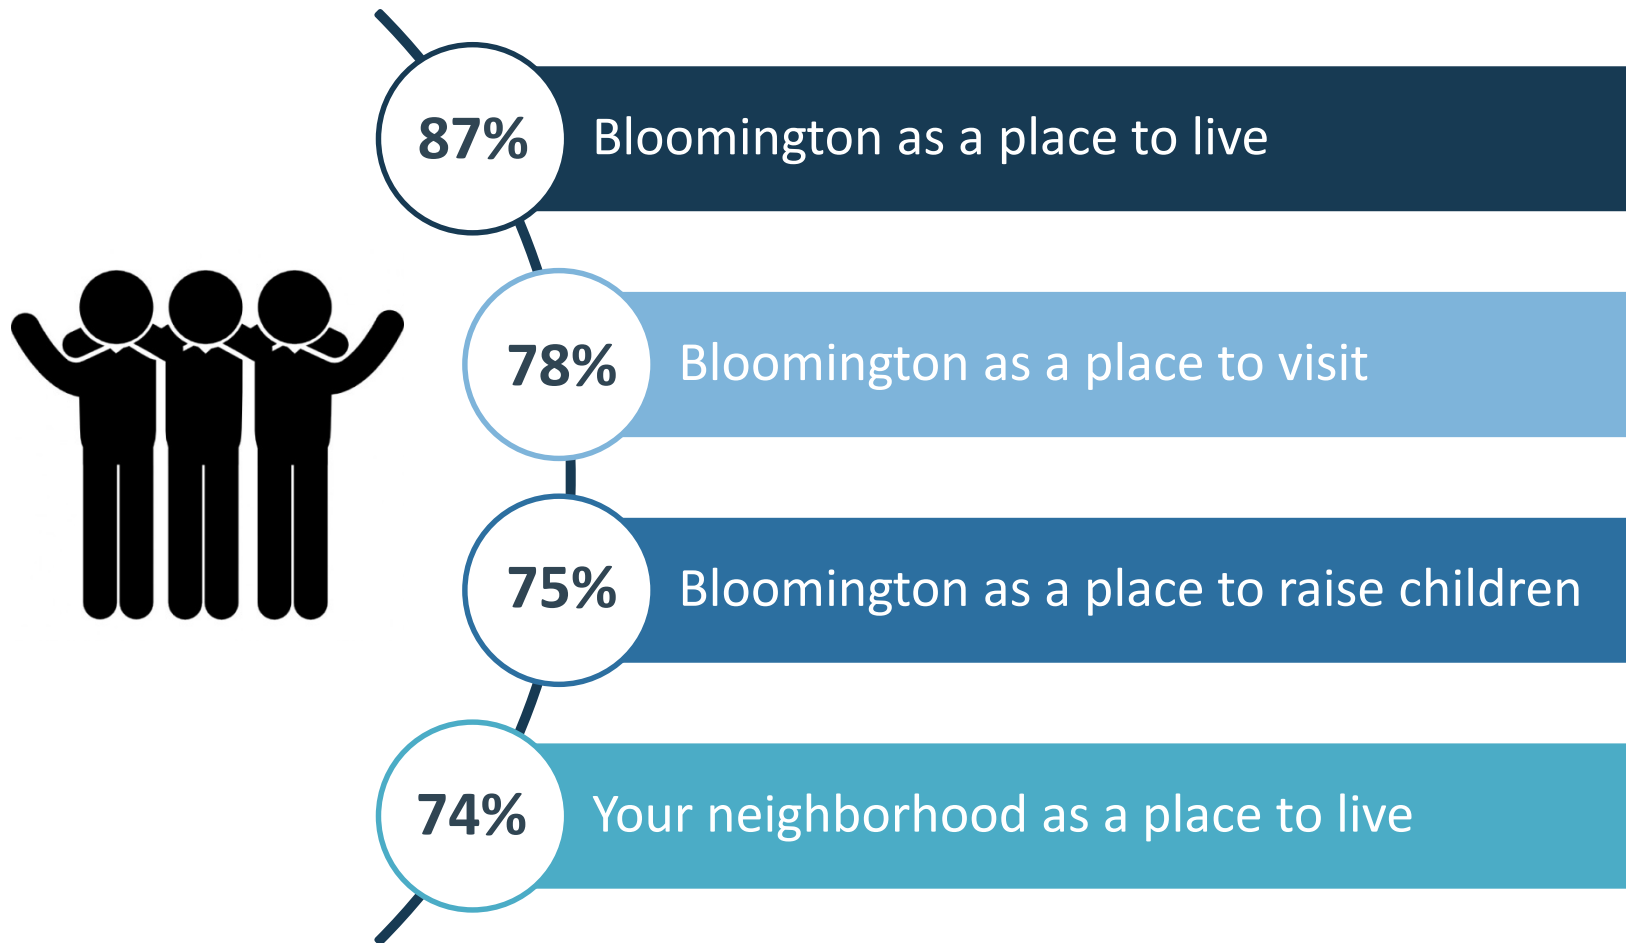 87% Bloomington as a place to live
78% Bloomington as a place to visit
75% Bloomington as a place to raise children
74% Your neighborhood as a place to live